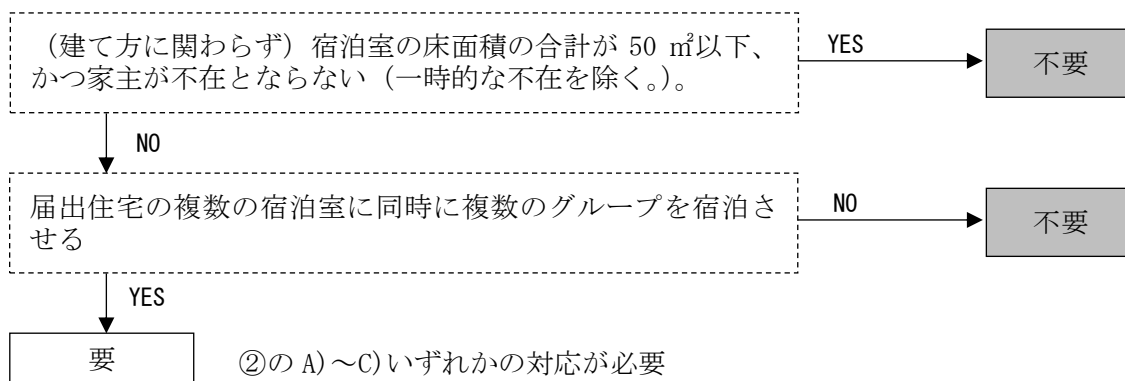 （建て方に関わらず）宿泊室の床面積の合計が 50 ㎡以下、
かつ家主が不在とならない（一時的な不在を除く。）。
YES
不要
NO
届出住宅の複数の宿泊室に同時に複数のグループを宿泊さ
せる
NO
不要
YES
要
②の A)～C)いずれかの対応が必要